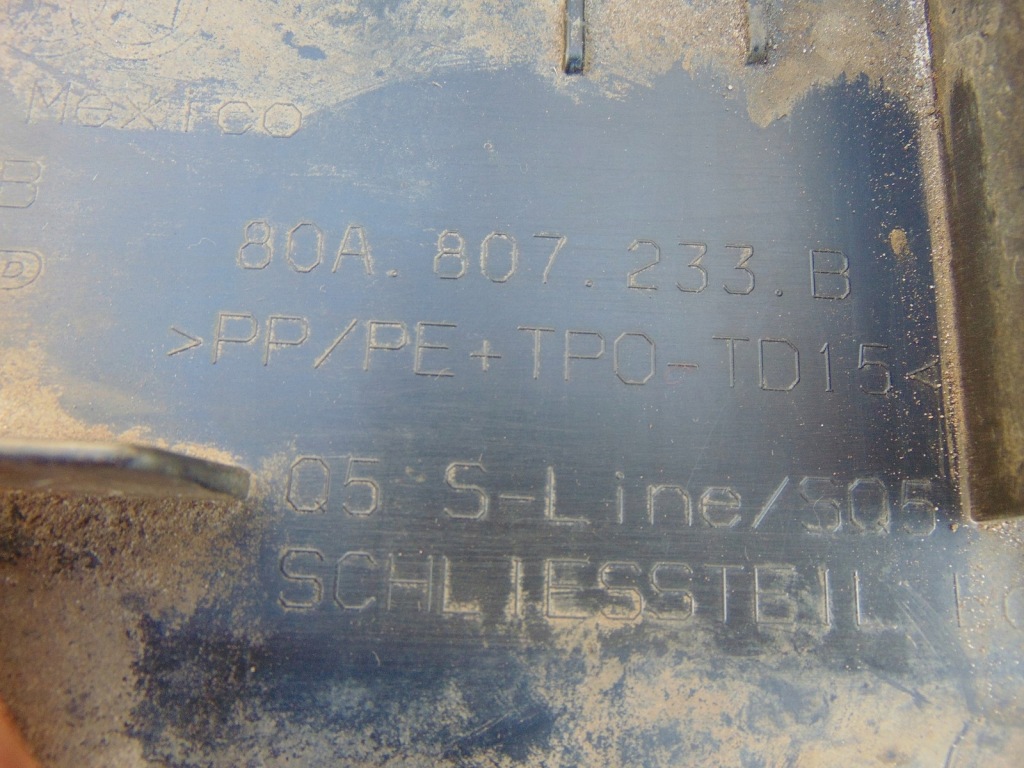 Mexico
B
D
80A.807.233.B
>PP/PE+TPO-TD15<
Q5 S-Line/SQ5
SCHLIESSTEIL